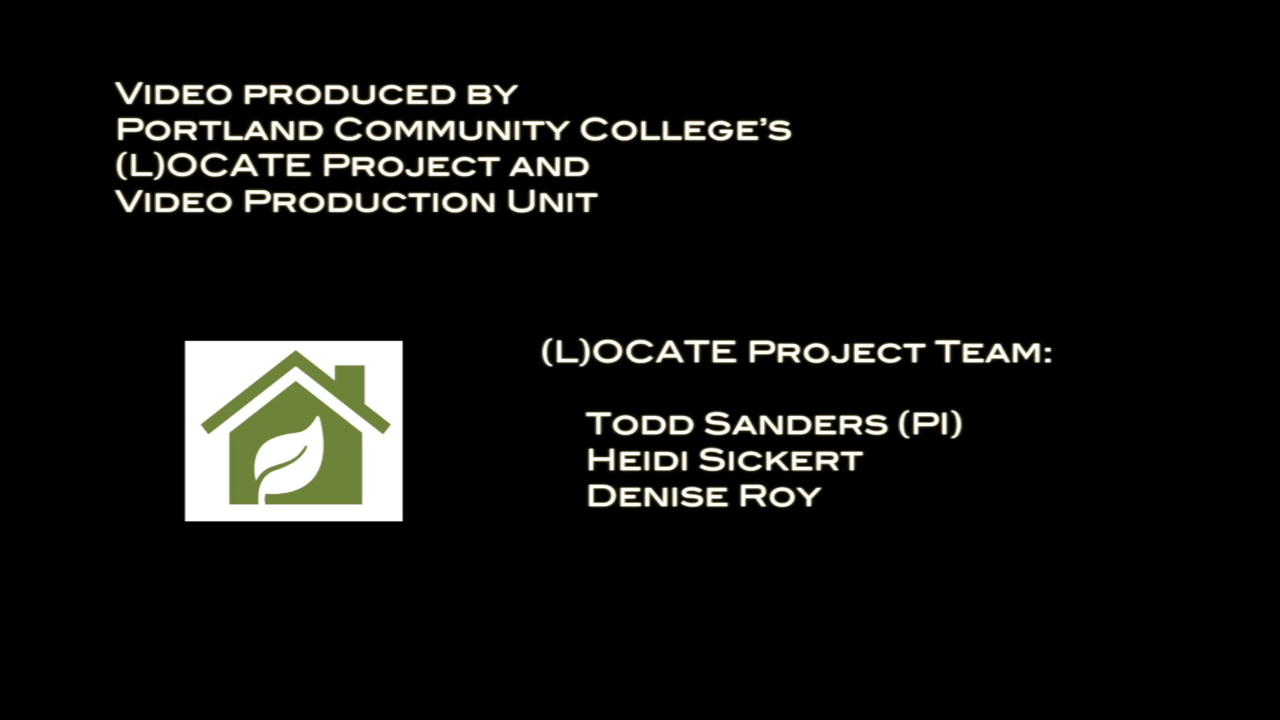 Video produced by
Portland Community College's
(L)OCATE Project and
Video Production Unit
(L)OCATE Project Team:
Todd Sanders (PI)
Heidi Sickert
Denise Roy